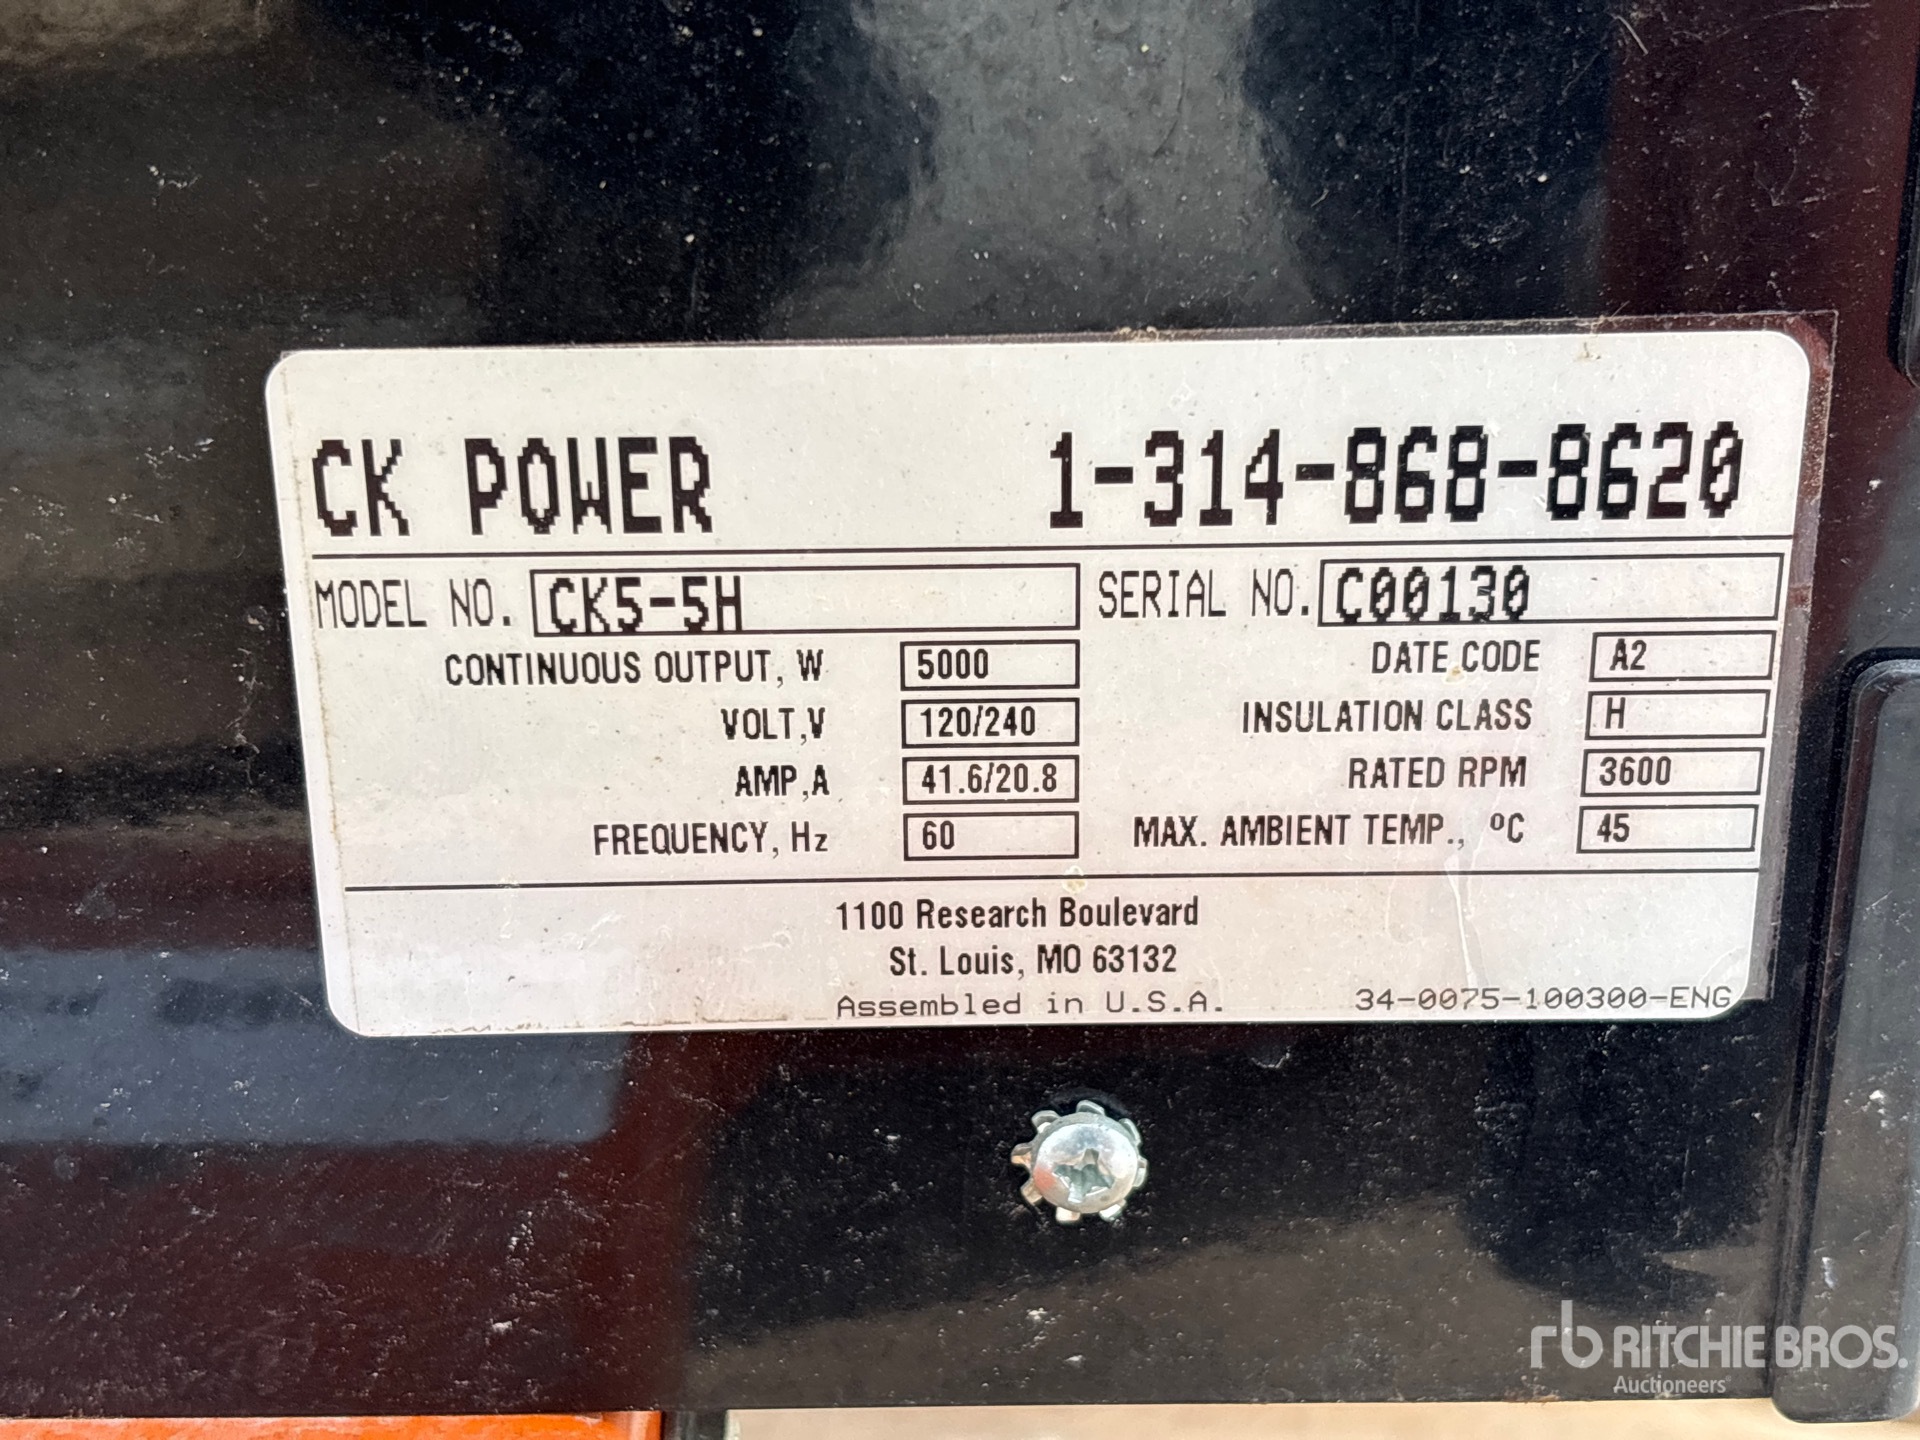 CK POWER 1-314-868-8620
MODEL NO. CK5-5H SERIAL NO. C00130
CONTINUOUS OUTPUT, W 5000 DATE CODE A2
VOLT,V 120/240 INSULATION CLASS H
AMP,A 41.6/20.8 RATED RPM 3600
FREQUENCY, Hz 60 MAX. AMBIENT TEMP., ºC 45
1100 Research Boulevard
St. Louis, MO 63132
Assembled in U.S.A. 34-0075-100300-ENG
rb RITCHIE BROS.
Auctioneers